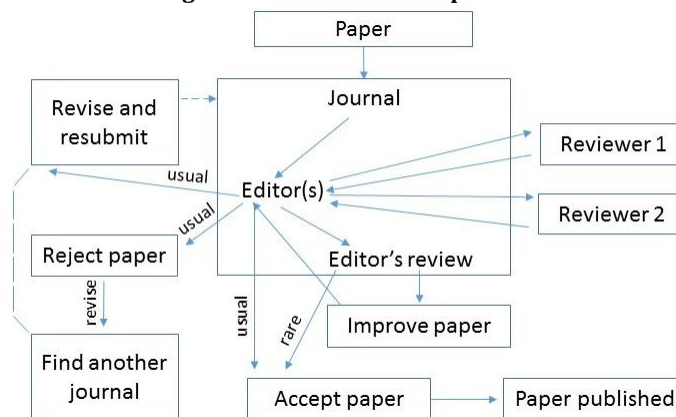 Paper
Journal
Revise and
resubmit
Reviewer 1
usual
Editor(s)
Reviewer 2
usual
Reject paper
Editor's review
revise
usual
rare
Improve paper
Find another
journal
Accept paper
Paper published